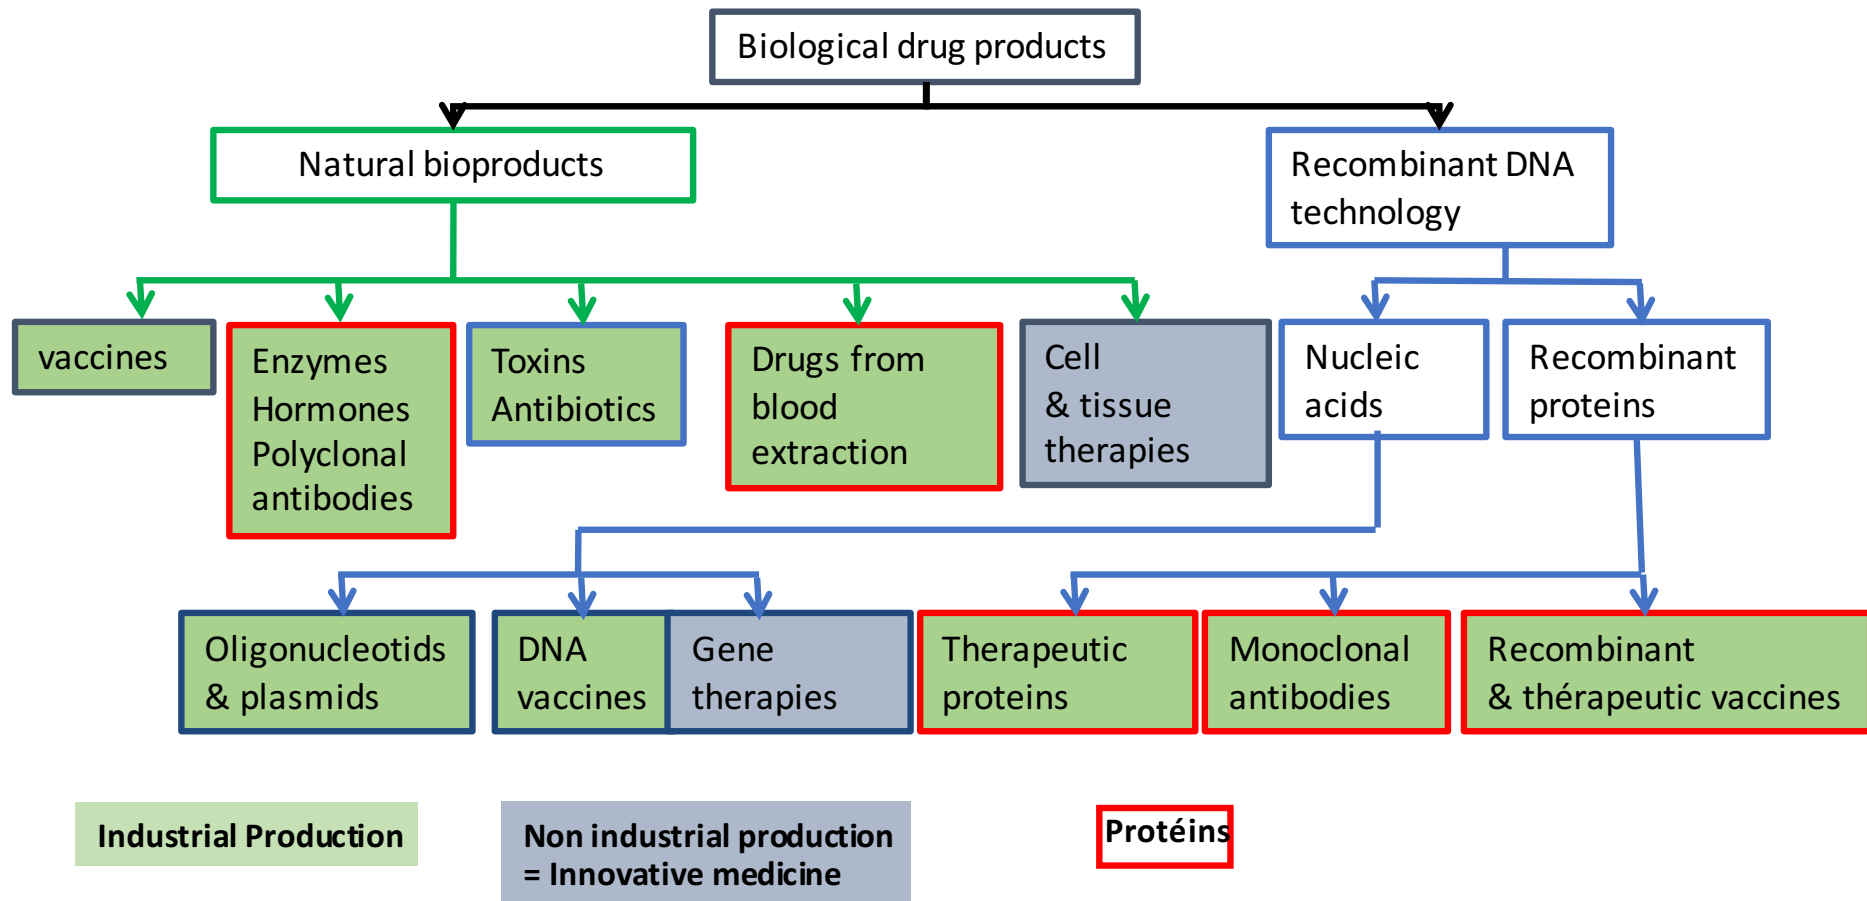 Biological drug products
Natural bioproducts
Recombinant DNA
technology
vaccines
Enzymes
Hormones
Polyclonal
antibodies
Toxins
Antibiotics
Drugs from
blood
extraction
Cell
& tissue
therapies
Nucleic
acids
Recombinant
proteins
Oligonucleotids
& plasmids
DNA
vaccines
Gene
therapies
Therapeutic
proteins
Monoclonal
antibodies
Recombinant
& thérapeutic vaccines
Industrial Production
Non industrial production
= Innovative medicine
Protéins